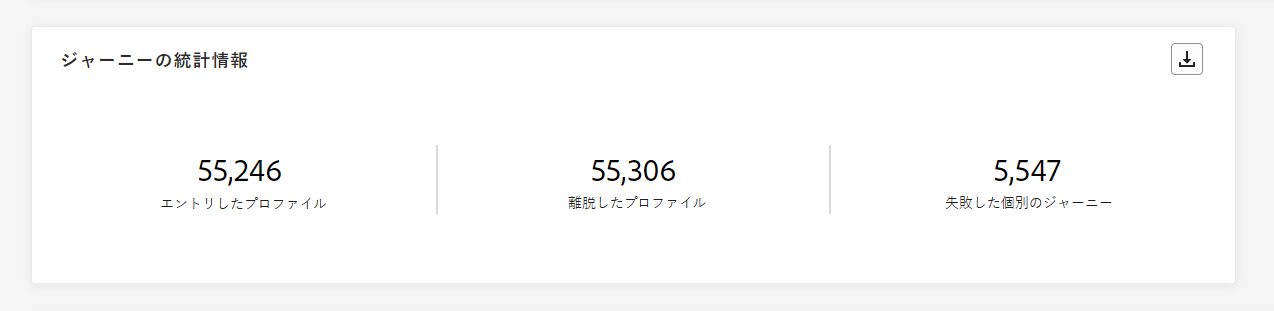 ジャーニーの統計情報
55,246
エントリしたプロファイル
55,306
離脱したプロファイル
5,547
失敗した個別のジャーニー